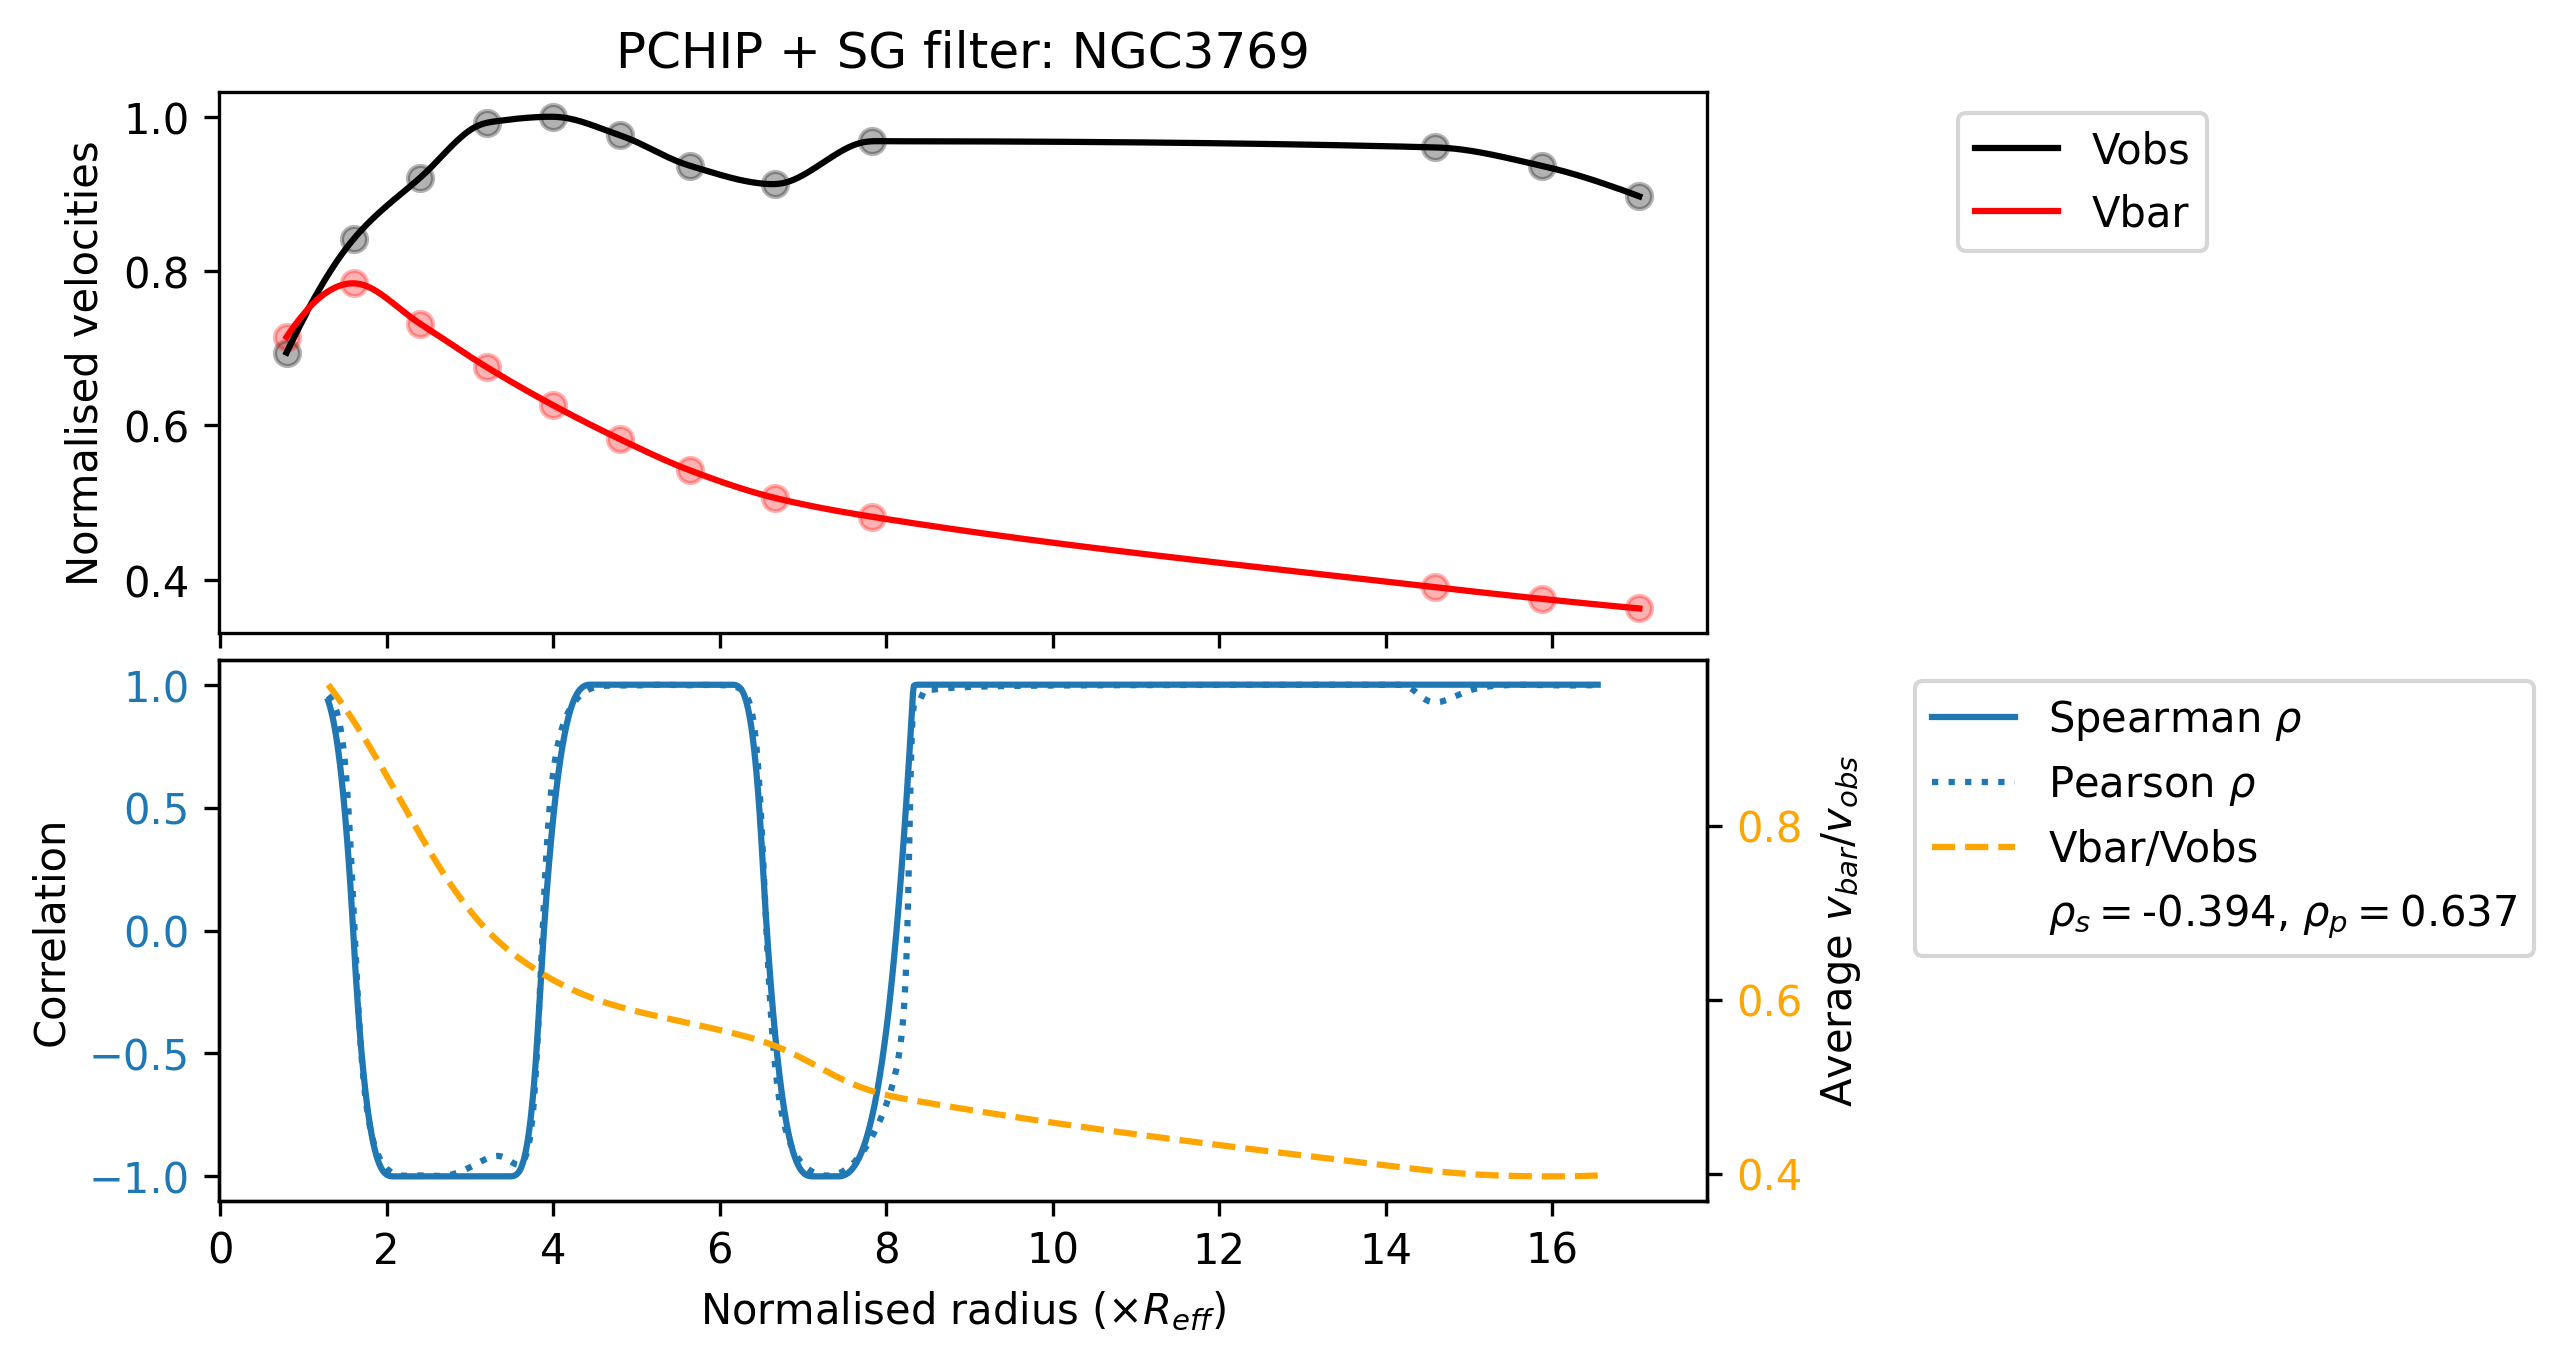 PCHIP + SG filter: NGC3769
Normalised velocities
1.0
0.8
0.6
0.4
Vobs
Vbar
Correlation
1.0
0.5
0.0
−0.5
−1.0
0.8
0.6
0.4
Average v_bar/v_obs
Spearman ρ
Pearson ρ
Vbar/Vobs
ρ_s = -0.394, ρ_p = 0.637
0 2 4 6 8 10 12 14 16
Normalised radius (×R_eff)